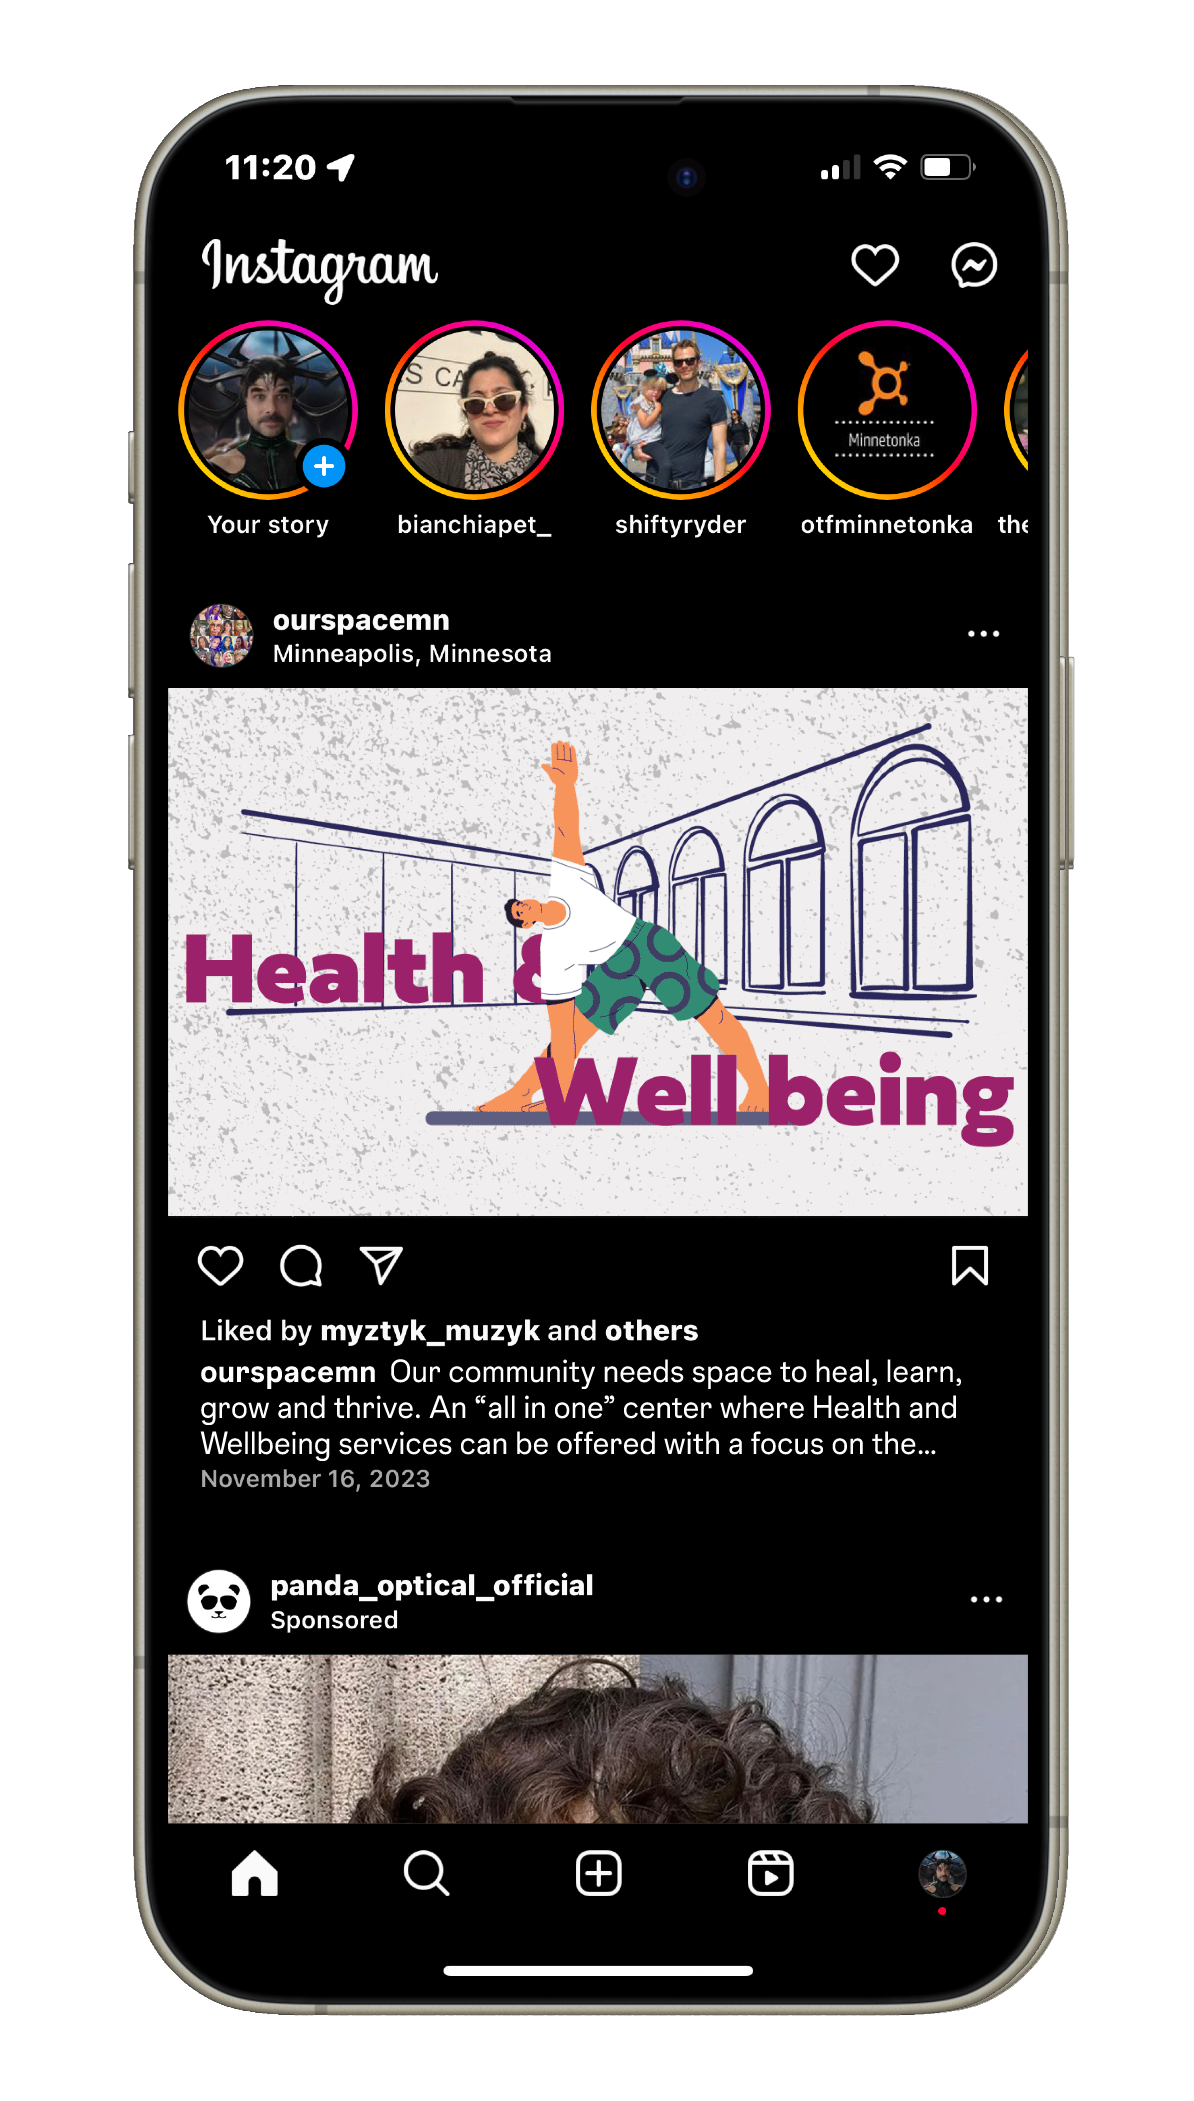 11:20
Instagram
S CA
Minnetonka
Your story
bianchiapet_
shiftyryder
otfminnetonka
the
ourspacemn
Minneapolis, Minnesota
Health &
Well being
Liked by myztyk_muzyk and others
ourspacemn Our community needs space to heal, learn,
grow and thrive. An “all in one” center where Health and
Wellbeing services can be offered with a focus on the...
November 16, 2023
panda_optical_official
Sponsored